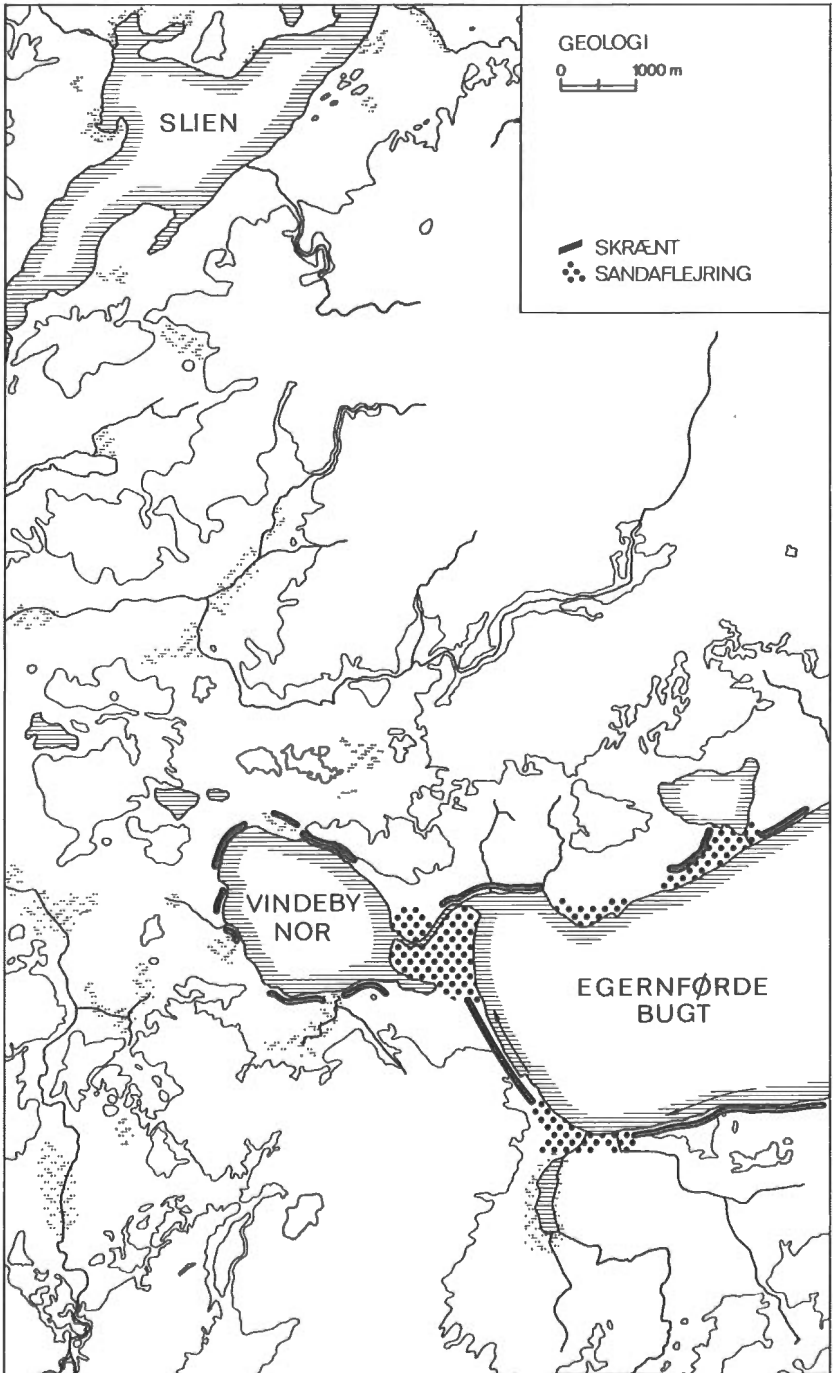 GEOLOGI
0 1000 m
SKRÆNT
SANDAFLEJRING
SLIEN
VINDEBY
NOR
EGERNFØRDE
BUGT